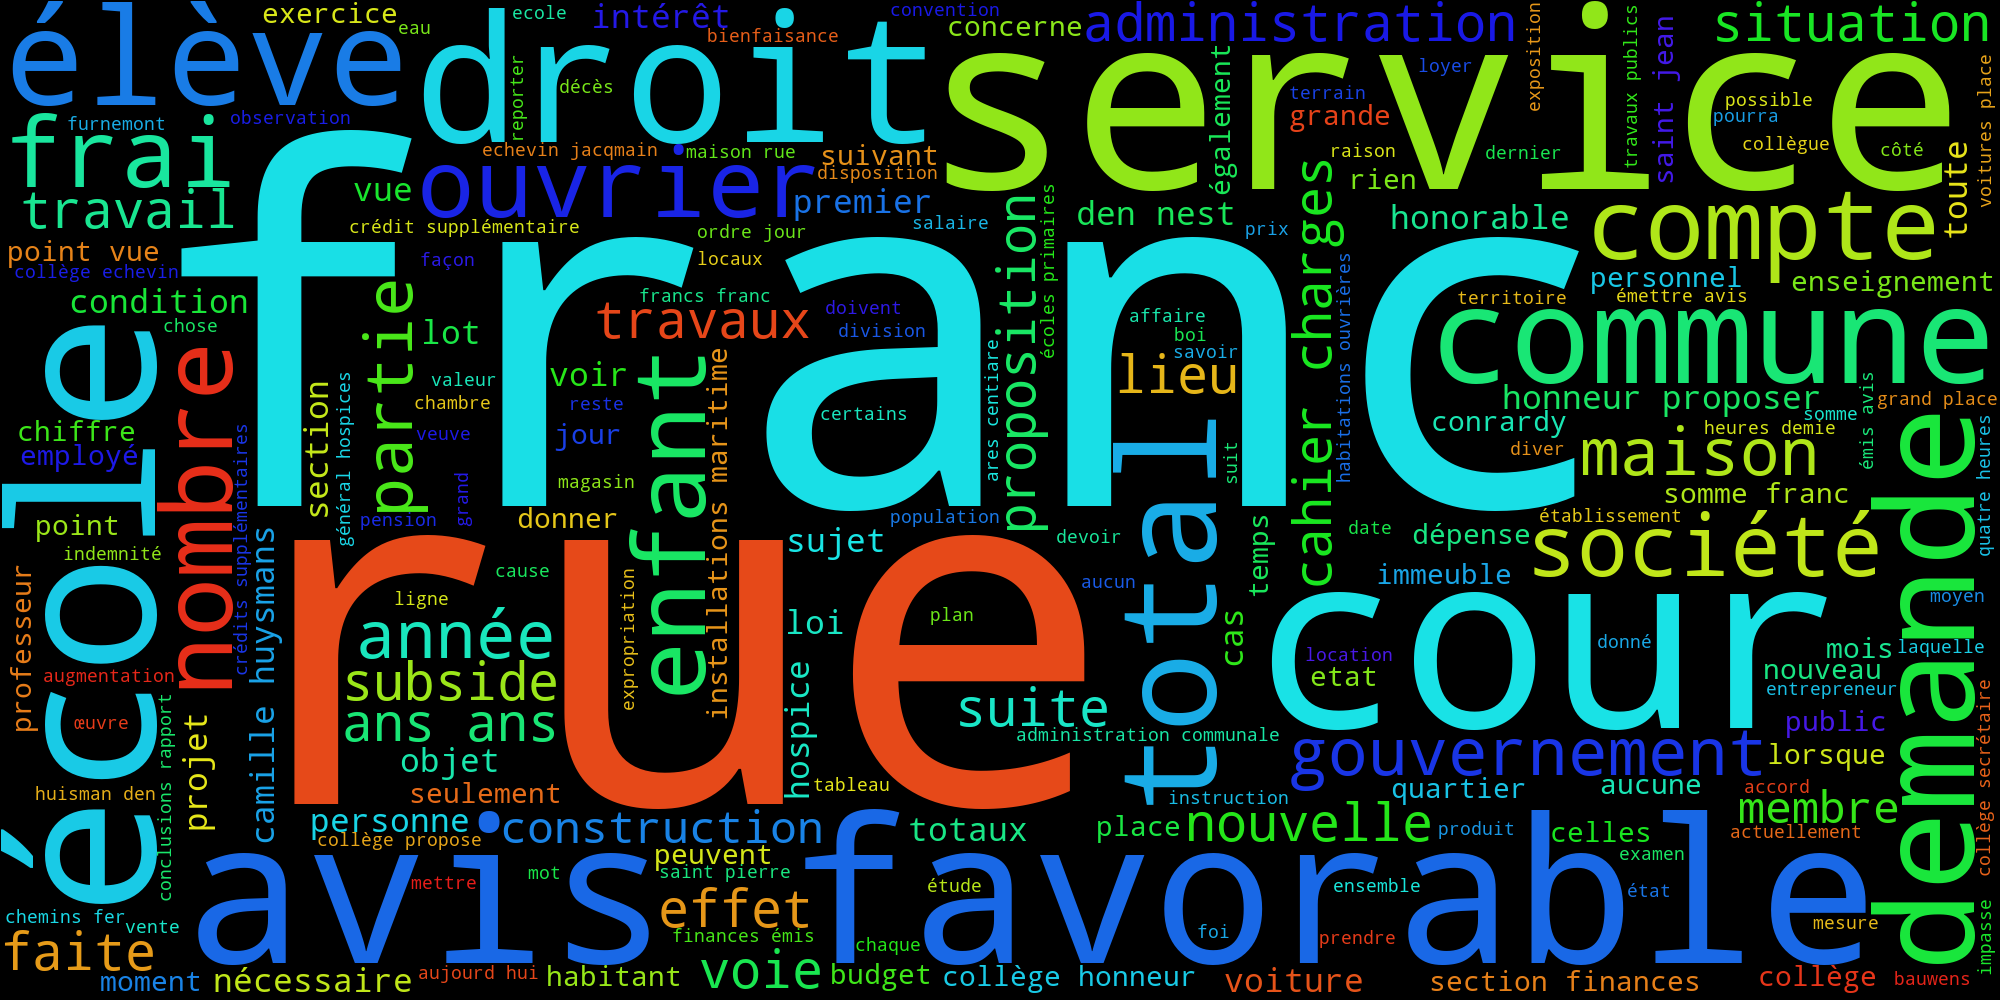 exercice
eau
ecole
intérêt
convention
bienfaisance
concerne
administration
exposition
travaux publics
saint jean
situation
élève
droit
service
reporter
décès
également
loyer
terrain
grande
possible
pourra
collègue
côté
voitures place
furnemont
observation
frai
travail
echevin jacqmain
maison rue
suivant
disposition
ouvrier
vue
premier
crédit supplémentaire
ordre jour
salaire
raison
rien
dernier
toute
den nest
prix
honorable
compte
point vue
collège echevin
façon
locaux
franc
proposition
écoles primaires
cahier charges
habitations ouvrières
personnel
enseignement
condition
chose
partie
lot
francs franc
travaux
doivent
division
affaire
boi
savoir
territoire
émettre avis
commune
école
nombre
valeur
chambre
voir
reste
enfant
installations maritime
certains
ares centiare
lieu
honneur proposer
somme
émis avis
grand place
chiffre
employé
crédits supplémentaires
section
général hospices
veuve
jour
total
suit
conrardy
heures demie
diver
maison
demande
quatre heures
grand
magasin
somme franc
point
pension
donner
population
sujet
devoir
temps
date
dépense
établissement
société
indemnité
camille huysmans
cause
rue
aucun
immeuble
professeur
ligne
expropriation
loi
plan
cas
cour
donné
moyen
année
location
etat
mois
laquelle
augmentation
subside
nouveau
entrepreneur
œuvre
conclusions rapport
projet
ans ans
hospice
suite
administration communale
public
collège secrétaire
objet
gouvernement
lorsque
huisman den
seulement
tableau
instruction
quartier
aucune
accord
personne
construction
totaux
place
nouvelle
produit
celles
membre
actuellement
collège propose
peuvent
examen
avis favorable
mettre
mot
saint pierre
étude
ensemble
état
chemins fer
vente
effet
mesure
impasse
faite
finances émis
chaque
foi
prendre
moment
nécessaire
aujourd hui
habitant
voie
budget
collège honneur
voiture
section finances
collège
bauwens